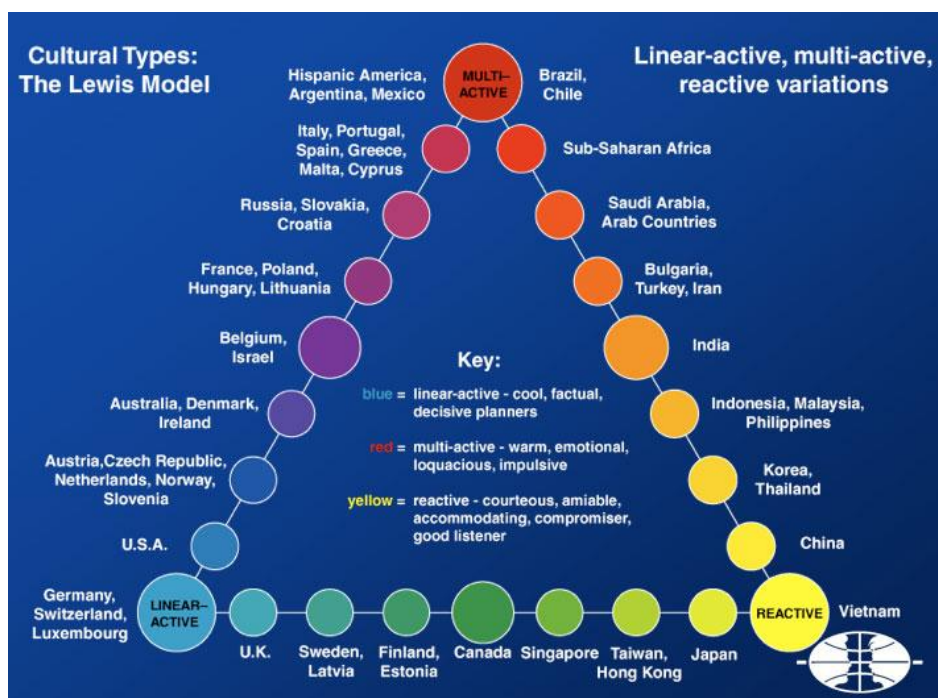 Cultural Types:
The Lewis Model
Linear-active, multi-active,
reactive variations
MULTI–
ACTIVE
Hispanic America,
Argentina, Mexico
Brazil,
Chile
Italy, Portugal,
Spain, Greece,
Malta, Cyprus
Sub-Saharan Africa
Russia, Slovakia,
Croatia
Saudi Arabia,
Arab Countries
France, Poland,
Hungary, Lithuania
Bulgaria,
Turkey, Iran
Belgium,
Israel
India
Key:
blue = linear-active - cool, factual,
decisive planners
red = multi-active - warm, emotional,
loquacious, impulsive
yellow = reactive - courteous, amiable,
accommodating, compromiser,
good listener
Australia, Denmark,
Ireland
Indonesia, Malaysia,
Philippines
Austria,Czech Republic,
Netherlands, Norway,
Slovenia
Korea,
Thailand
U.S.A.
China
Germany,
Switzerland,
Luxembourg
LINEAR–
ACTIVE
U.K.
Sweden,
Latvia
Finland,
Estonia
Canada
Singapore
Taiwan,
Hong Kong
Japan
REACTIVE
Vietnam